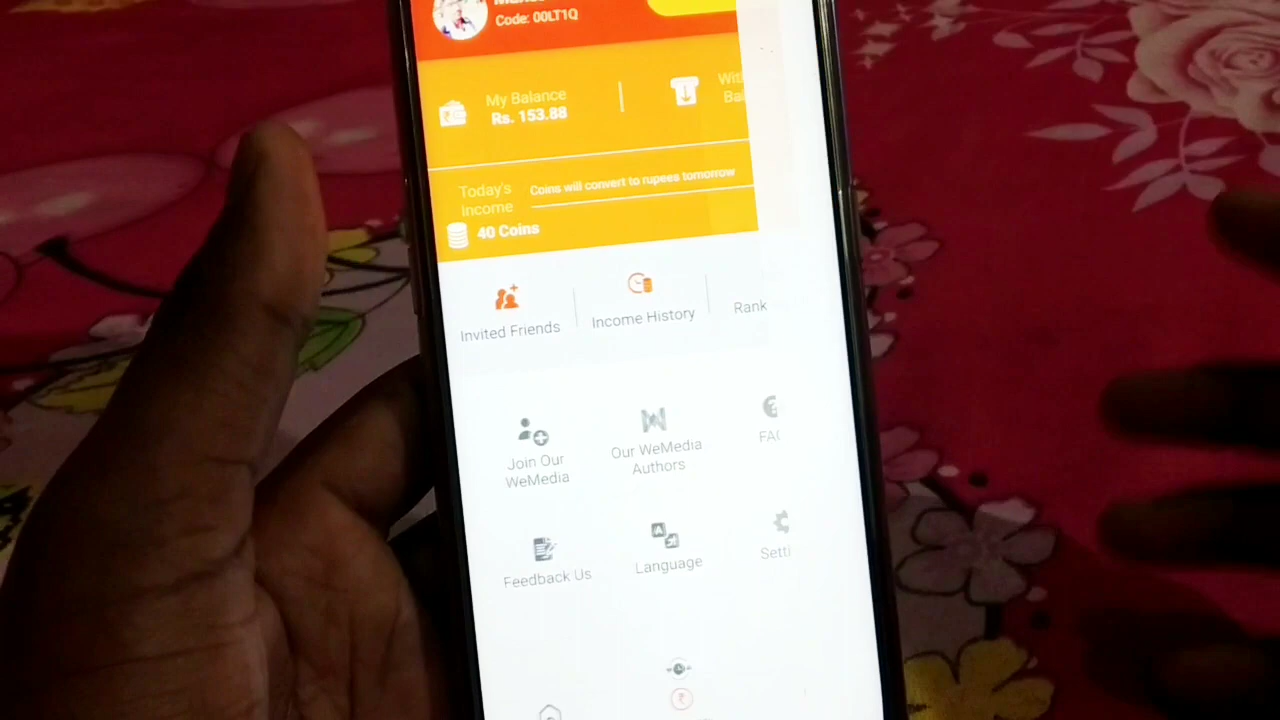 Code: 00LT1Q
My Balance
Rs. 153.88
Today's
income
Coins will convert to rupees tomorrow
40 Coins
Invited Friends
Income History
Rank
Join Our
WeMedia
Our WeMedia
Authors
Feedback Us
Language
Setti